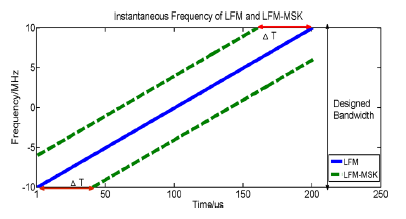 Instantaneous Frequency of LFM and LFM-MSK
Δ T
10
5
0
-5
-10
Frequency/MHz
Designed
Bandwidth
Δ T
LFM
LFM-MSK
1
50
100
150
200
250
Time/us